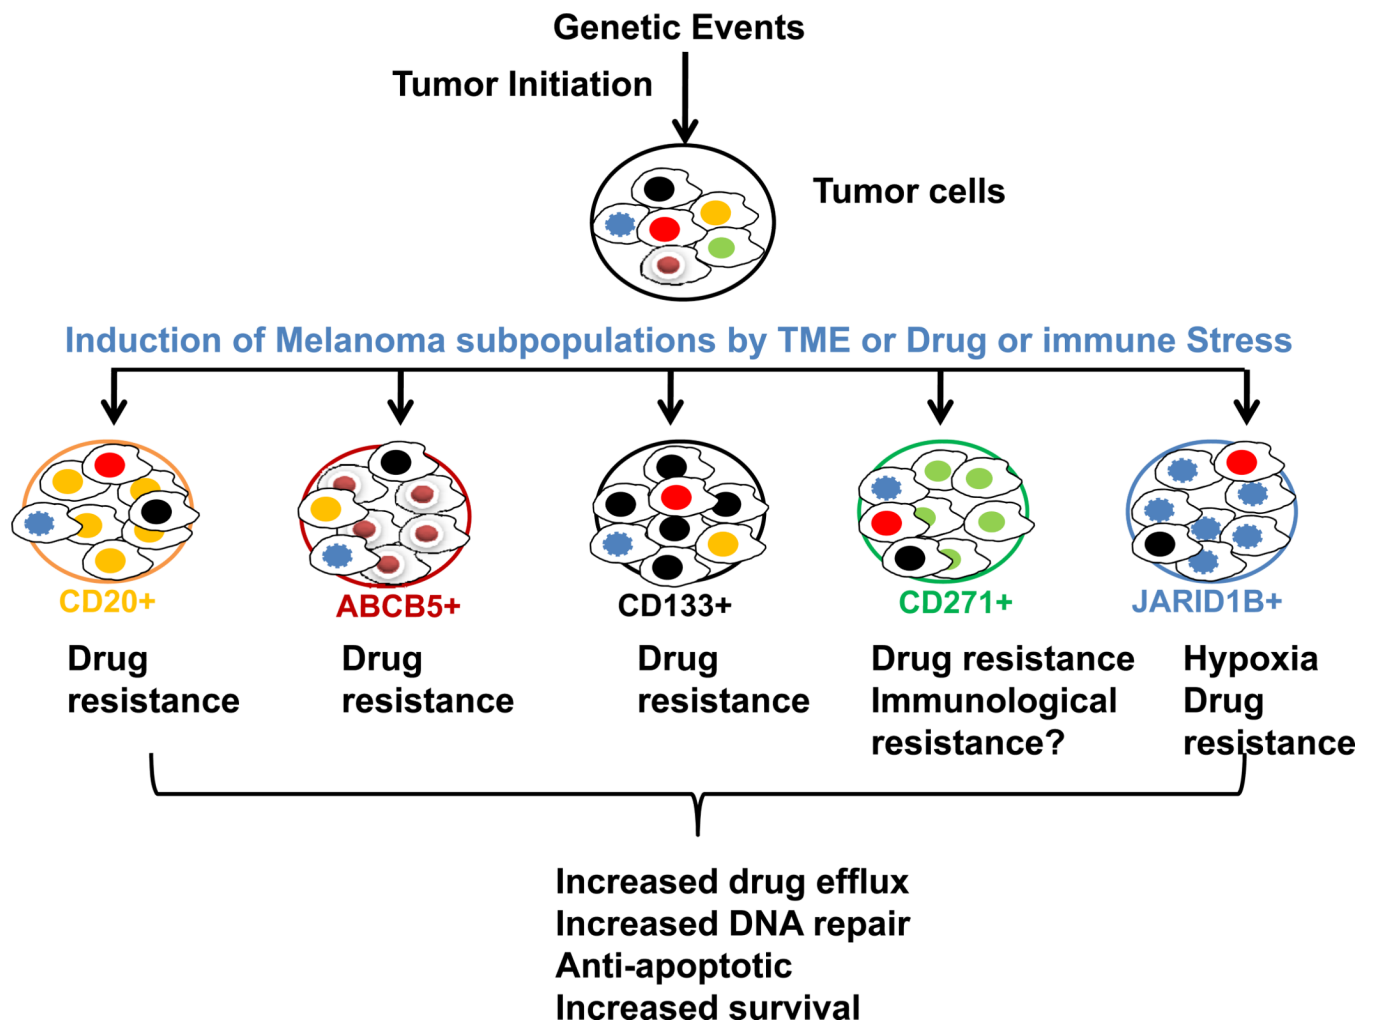 Genetic Events
Tumor Initiation
Tumor cells
Induction of Melanoma subpopulations by TME or Drug or immune Stress
CD20+
ABCB5+
CD133+
CD271+
JARID1B+
Drug
resistance
Drug
resistance
Drug
resistance
Drug resistance
Immunological
resistance?
Hypoxia
Drug
resistance
Increased drug efflux
Increased DNA repair
Anti-apoptotic
Increased survival